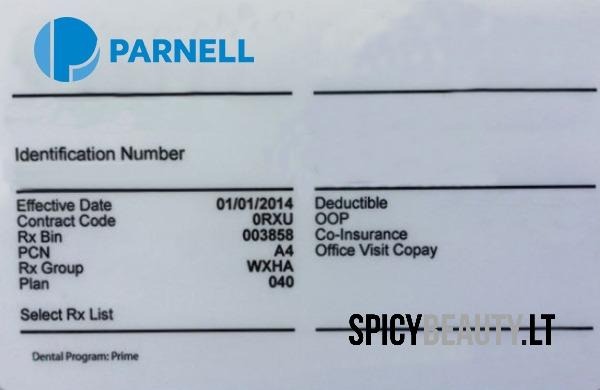 PARNELL
Identification Number
Effective Date 01/01/2014
Contract Code 0RXU
Rx Bin 003858
PCN A4
Rx Group WXHA
Plan 040
Select Rx List
Dental Program: Prime
Deductible
OOP
Co-Insurance
Office Visit Copay
SPICYBEAUTY.LT